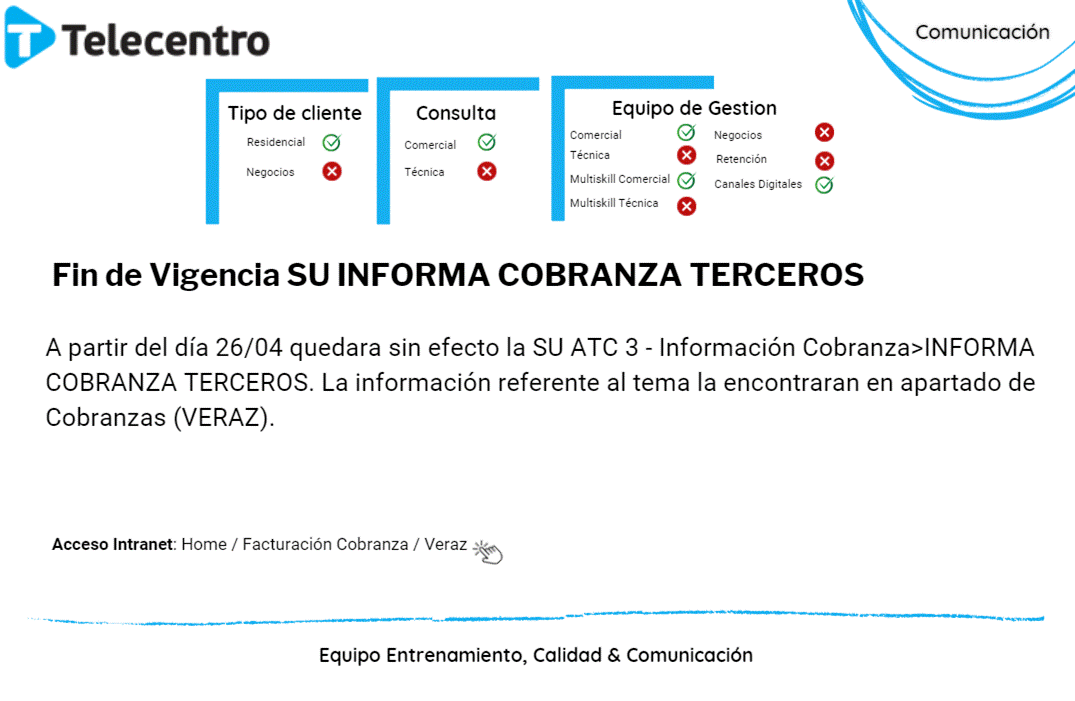 Telecentro
Comunicación
Tipo de cliente
Residencial
Negocios
Consulta
Comercial
Técnica
Equipo de Gestion
Comercial
Técnica
Multiskill Comercial
Multiskill Técnica
Negocios
Retención
Canales Digitales
Fin de Vigencia SU INFORMA COBRANZA TERCEROS
A partir del día 26/04 quedara sin efecto la SU ATC 3 - Información Cobranza>INFORMA
COBRANZA TERCEROS. La información referente al tema la encontraran en apartado de
Cobranzas (VERAZ).
Acceso Intranet: Home / Facturación Cobranza / Veraz
Equipo Entrenamiento, Calidad & Comunicación